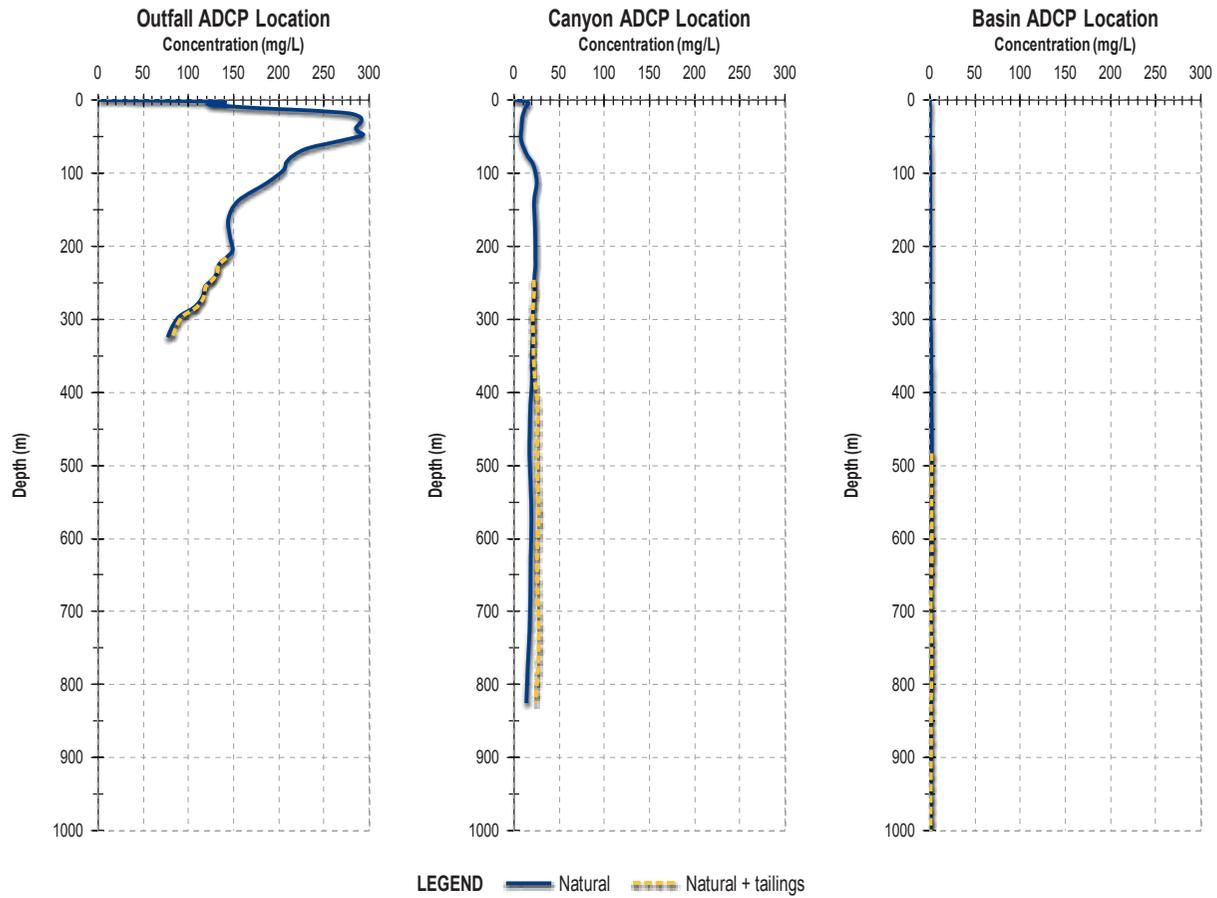 Outfall ADCP Location
Concentration (mg/L)
0 50 100 150 200 250 300
0
100
200
300
400
500
600
700
800
900
1000
Depth (m)
Canyon ADCP Location
Concentration (mg/L)
0 50 100 150 200 250 300
0
100
200
300
400
500
600
700
800
900
1000
Depth (m)
Basin ADCP Location
Concentration (mg/L)
0 50 100 150 200 250 300
0
100
200
300
400
500
600
700
800
900
1000
Depth (m)
LEGEND Natural Natural + tailings